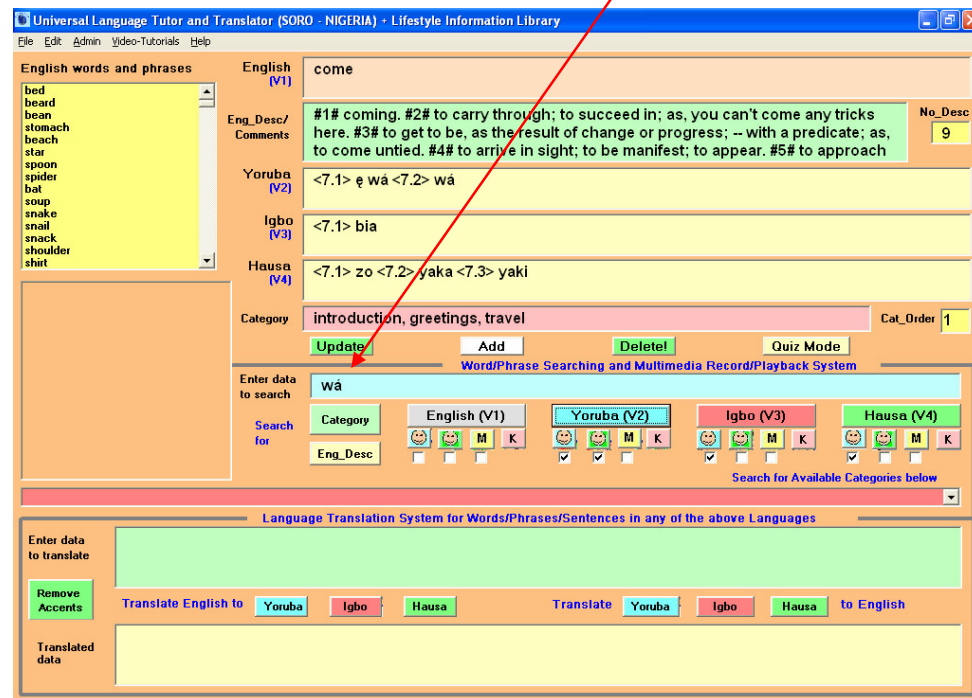 Universal Language Tutor and Translator (SORO - NIGERIA) + Lifestyle Information Library
File Edit Admin Video-Tutorials Help
English words and phrases
bed
beard
bean
stomach
beach
star
spoon
spider
bat
soup
snake
snail
snack
shoulder
shirt
English
(V1)
come
Eng_Desc/
Comments
#1# coming. #2# to carry through; to succeed in; as, you can't come any tricks
here. #3# to get to be, as the result of change or progress; -- with a predicate; as,
to come untied. #4# to arrive in sight; to be manifest; to appear. #5# to approach
No_Desc
9
Yoruba
(V2)
<7.1> ẹ wá <7.2> wá
Igbo
(V3)
<7.1> bia
Hausa
(V4)
<7.1> zo <7.2> yaka <7.3> yaki
Category
introduction, greetings, travel
Cat_Order 1
Update Add Delete! Quiz Mode
Word/Phrase Searching and Multimedia Record/Playback System
Enter data
to search
wá
Search
for
Category
Eng_Desc
English (V1) Yoruba (V2) Igbo (V3) Hausa (V4)
M K M K M K M K
Search for Available Categories below
Language Translation System for Words/Phrases/Sentences in any of the above Languages
Enter data
to translate
Remove
Accents
Translate English to Yoruba Igbo Hausa Translate Yoruba Igbo Hausa to English
Translated
data